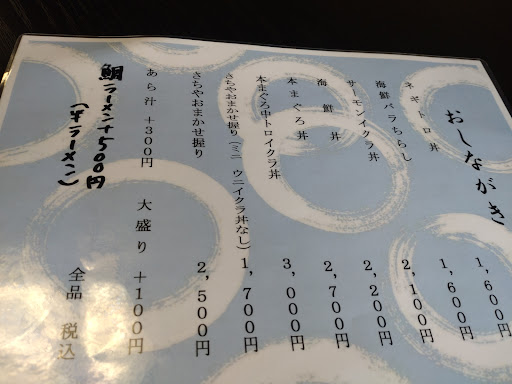 おしながき
ネギトロ丼 1,600円
海鮮バラちらし 1,600円
サーモンイクラ丼 2,100円
海鮮丼 2,200円
本まぐろ丼 2,700円
本まぐろ中トロイクラ丼 3,000円
さちやおまかせ握り(ミニ ウニイクラ丼なし) 1,700円
さちやおまかせ握り 2,500円
あら汁 +300円 大盛り +100円
鯛ラーメン+500円
(半ラーメン)
全品 税込